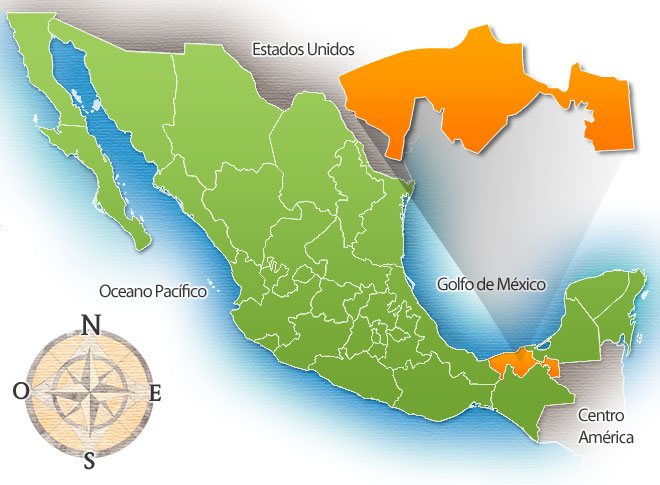 Estados Unidos
Golfo de México
Oceano Pacífico
N
O
E
S
Centro
América